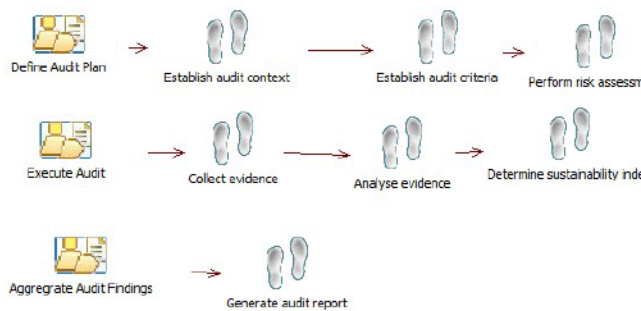 Define Audit Plan
Establish audit context
Establish audit criteria
Perform risk assessm
Execute Audit
Collect evidence
Analyse evidence
Determine sustainability inde
Aggregrate Audit Findings
Generate audit report